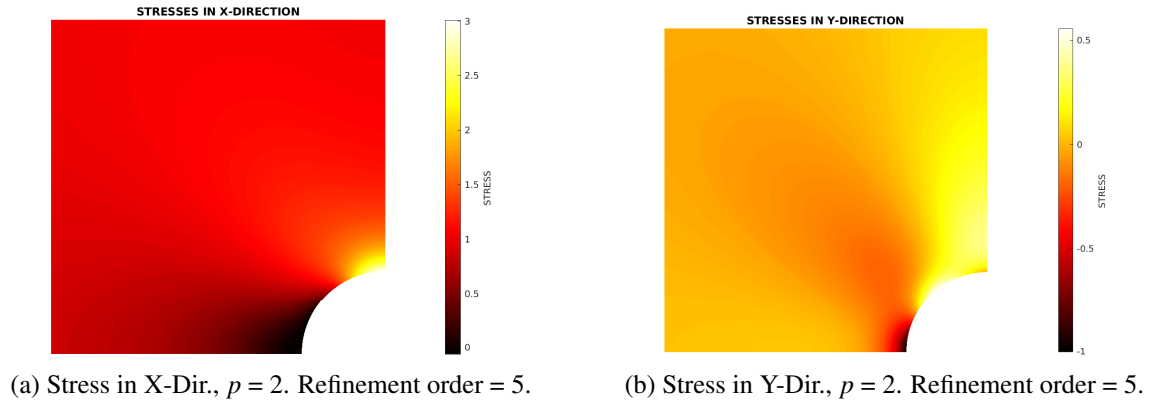 STRESSES IN X-DIRECTION
3
2.5
2
1.5
1
0.5
0
STRESS
STRESSES IN Y-DIRECTION
0.5
0
-0.5
-1
STRESS
(a) Stress in X-Dir., p = 2. Refinement order = 5.
(b) Stress in Y-Dir., p = 2. Refinement order = 5.